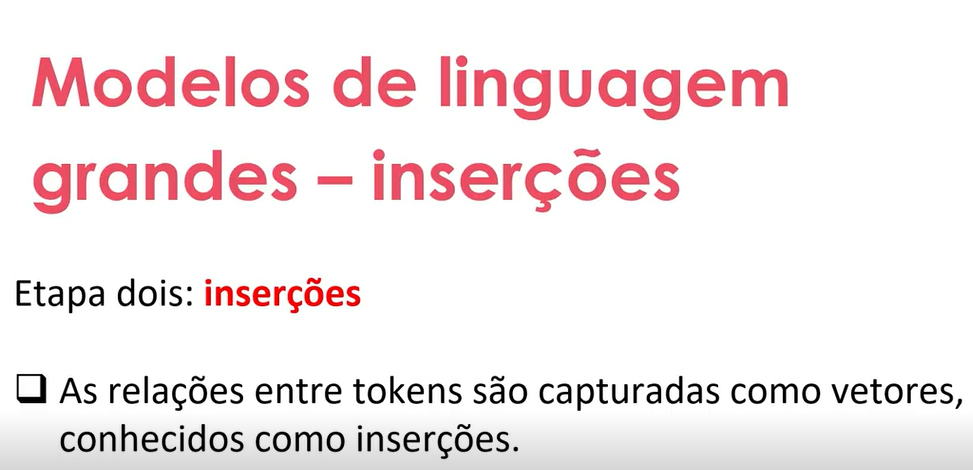 Modelos de linguagem
grandes – inserções
Etapa dois: inserções
❑ As relações entre tokens são capturadas como vetores,
conhecidos como inserções.